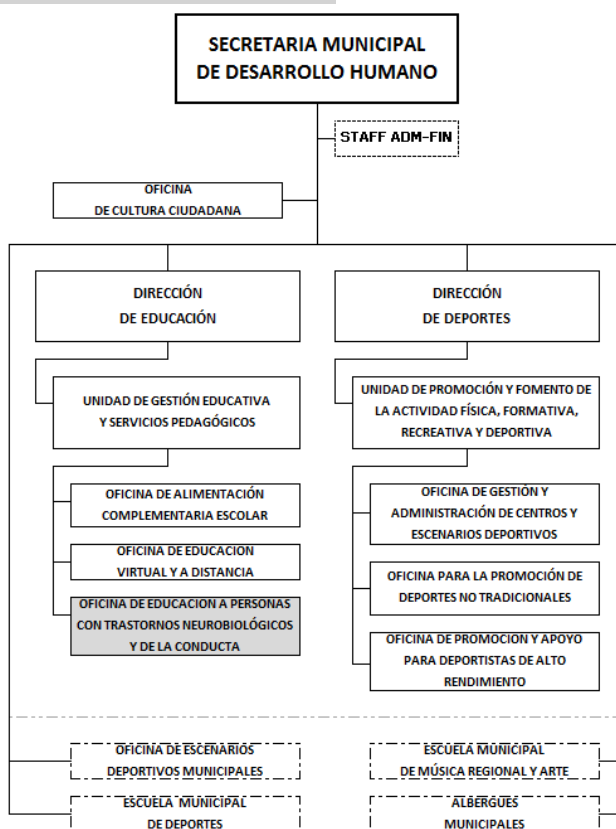 SECRETARIA MUNICIPAL
DE DESARROLLO HUMANO
STAFF ADM-FIN
OFICINA
DE CULTURA CIUDADANA
DIRECCIÓN
DE EDUCACIÓN
DIRECCIÓN
DE DEPORTES
UNIDAD DE GESTIÓN EDUCATIVA
Y SERVICIOS PEDAGÓGICOS
UNIDAD DE PROMOCIÓN Y FOMENTO DE
LA ACTIVIDAD FÍSICA, FORMATIVA,
RECREATIVA Y DEPORTIVA
OFICINA DE ALIMENTACIÓN
COMPLEMENTARIA ESCOLAR
OFICINA DE GESTIÓN Y
ADMINISTRACIÓN DE CENTROS Y
ESCENARIOS DEPORTIVOS
OFICINA DE EDUCACION
VIRTUAL Y A DISTANCIA
OFICINA PARA LA PROMOCIÓN DE
DEPORTES NO TRADICIONALES
OFICINA DE EDUCACION A PERSONAS
CON TRASTORNOS NEUROBIOLÓGICOS
Y DE LA CONDUCTA
OFICINA DE PROMOCION Y APOYO
PARA DEPORTISTAS DE ALTO
RENDIMIENTO
OFICINA DE ESCENARIOS
DEPORTIVOS MUNICIPALES
ESCUELA MUNICIPAL
DE MÚSICA REGIONAL Y ARTE
ESCUELA MUNICIPAL
DE DEPORTES
ALBERGUES
MUNICIPALES